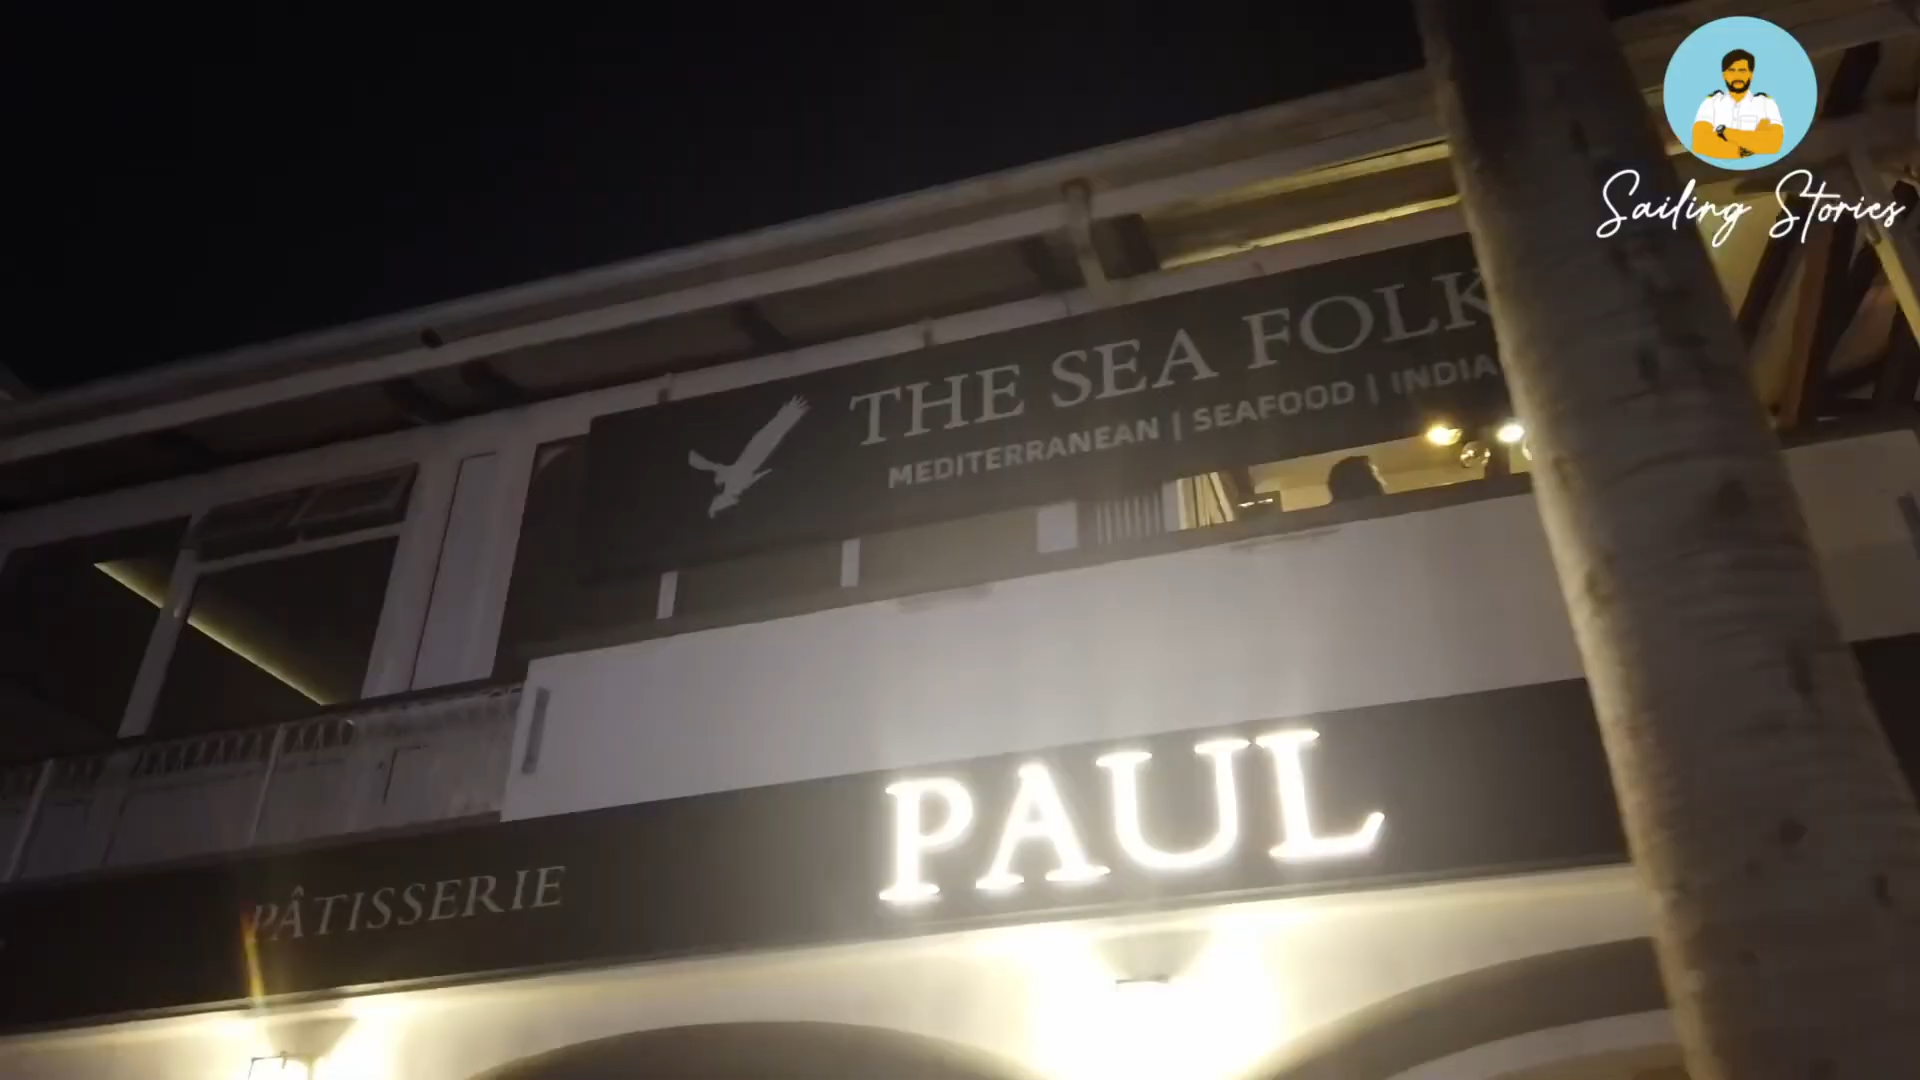 Sailing Stories
THE SEA FOLK
MEDITERRANEAN | SEAFOOD | INDIA
PAUL
PÂTISSERIE